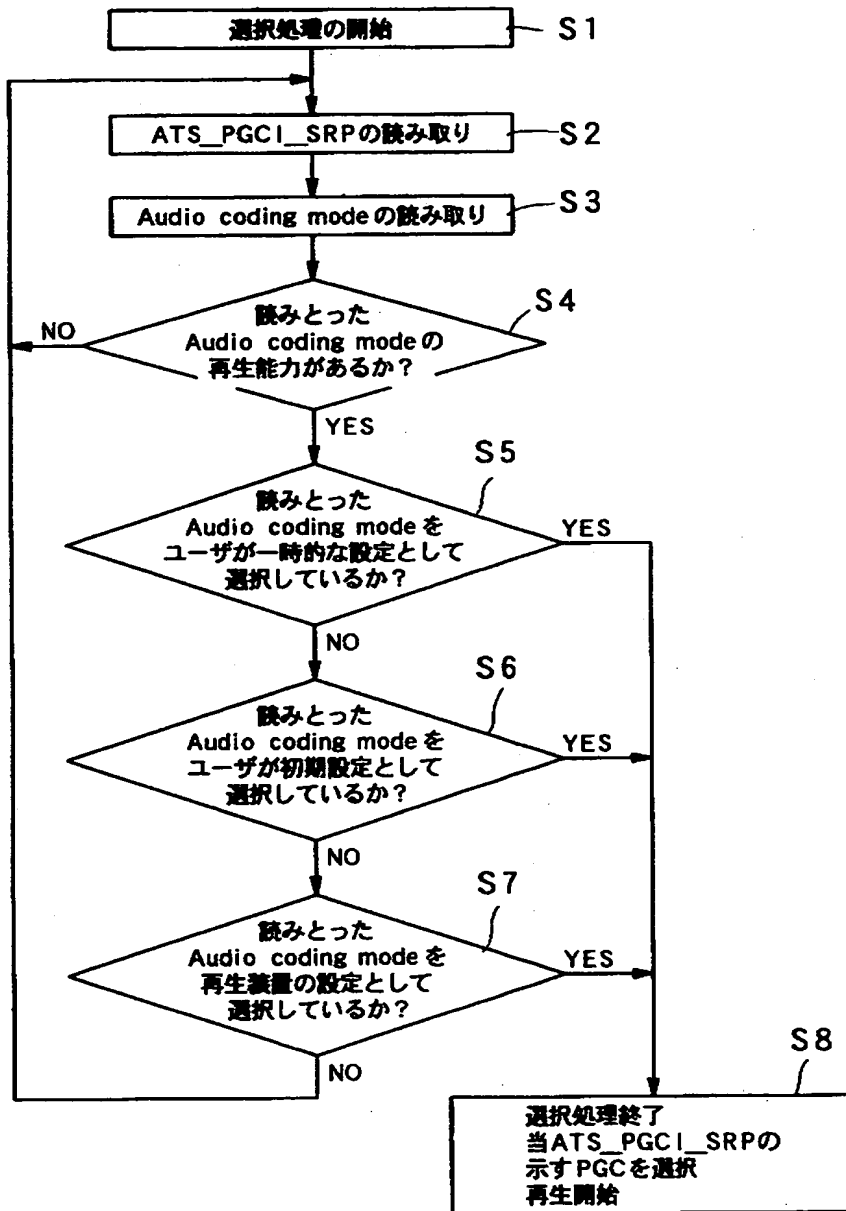 選択処理の開始
S1
ATS__PGCI__SRPの読み取り
S2
Audio coding modeの読み取り
S3
読みとった
Audio coding modeの
再生能力があるか?
S4
NO
YES
読みとった
Audio coding modeを
ユーザが一時的な設定として
選択しているか?
S5
YES
NO
読みとった
Audio coding modeを
ユーザが初期設定として
選択しているか?
S6
YES
NO
読みとった
Audio coding modeを
再生装置の設定として
選択しているか?
S7
YES
NO
S8
選択処理終了
当ATS__PGCI__SRPの
示すPGCを選択
再生開始